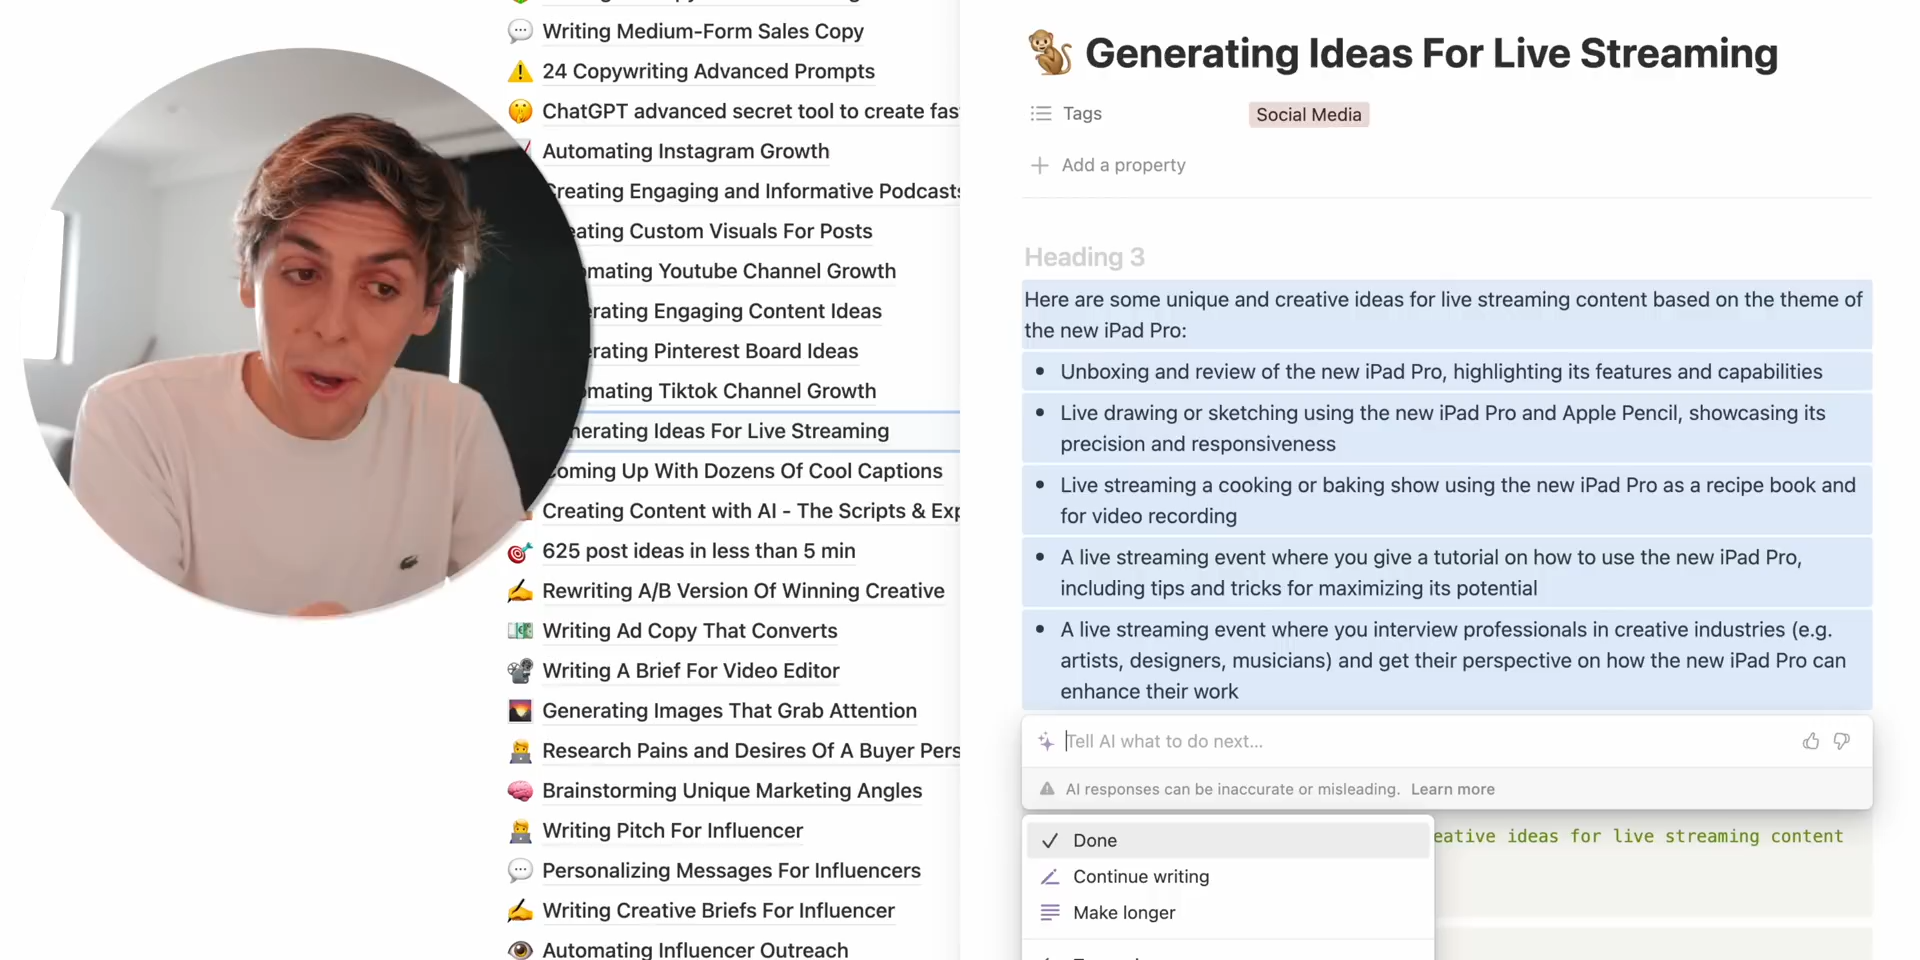 Writing Medium-Form Sales Copy
24 Copywriting Advanced Prompts
ChatGPT advanced secret tool to create fas
Automating Instagram Growth
Creating Engaging and Informative Podcasts
eating Custom Visuals For Posts
omating Youtube Channel Growth
erating Engaging Content Ideas
erating Pinterest Board Ideas
omating Tiktok Channel Growth
nerating Ideas For Live Streaming
Coming Up With Dozens Of Cool Captions
Creating Content with AI - The Scripts & Exp
625 post ideas in less than 5 min
Rewriting A/B Version Of Winning Creative
Writing Ad Copy That Converts
Writing A Brief For Video Editor
Generating Images That Grab Attention
Research Pains and Desires Of A Buyer Pers
Brainstorming Unique Marketing Angles
Writing Pitch For Influencer
Personalizing Messages For Influencers
Writing Creative Briefs For Influencer
Automating Influencer Outreach
Generating Ideas For Live Streaming
Tags
Social Media
Add a property
Heading 3
Here are some unique and creative ideas for live streaming content based on the theme of
the new iPad Pro:
• Unboxing and review of the new iPad Pro, highlighting its features and capabilities
• Live drawing or sketching using the new iPad Pro and Apple Pencil, showcasing its
precision and responsiveness
• Live streaming a cooking or baking show using the new iPad Pro as a recipe book and
for video recording
• A live streaming event where you give a tutorial on how to use the new iPad Pro,
including tips and tricks for maximizing its potential
• A live streaming event where you interview professionals in creative industries (e.g.
artists, designers, musicians) and get their perspective on how the new iPad Pro can
enhance their work
Tell AI what to do next...
AI responses can be inaccurate or misleading. Learn more
eative ideas for live streaming content
Done
Continue writing
Make longer